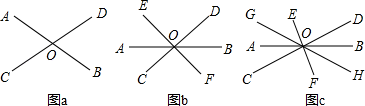 A D O C B 图a
E D O A B C F 图b
G E D O A B C F H 图c